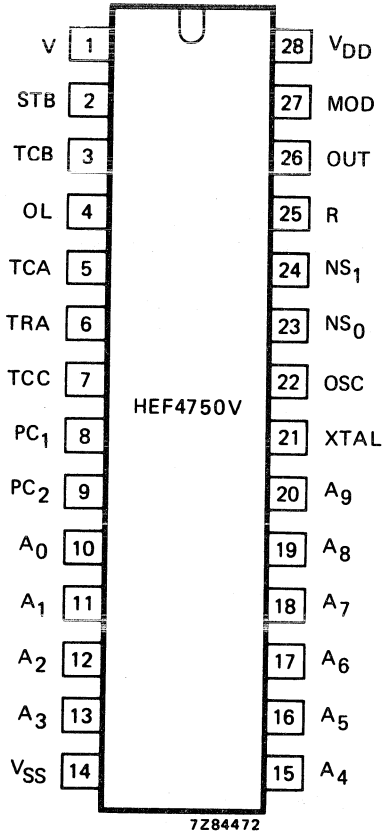 V 1 28 VDD
STB 2 27 MOD
TCB 3 26 OUT
OL 4 25 R
TCA 5 24 NS1
TRA 6 23 NS0
TCC 7 22 OSC
HEF4750V
PC1 8 21 XTAL
PC2 9 20 A9
A0 10 19 A8
A1 11 18 A7
A2 12 17 A6
A3 13 16 A5
VSS 14 15 A4
7Z84472